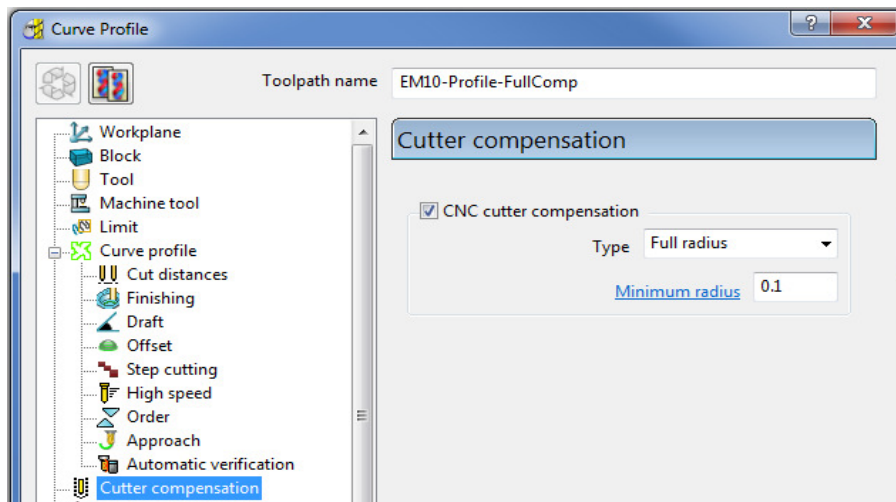 Curve Profile
Toolpath name EM10-Profile-FullComp
Workplane
Block
Tool
Machine tool
Limit
Curve profile
Cut distances
Finishing
Draft
Offset
Step cutting
High speed
Order
Approach
Automatic verification
Cutter compensation
Cutter compensation
CNC cutter compensation
Type Full radius
Minimum radius 0.1